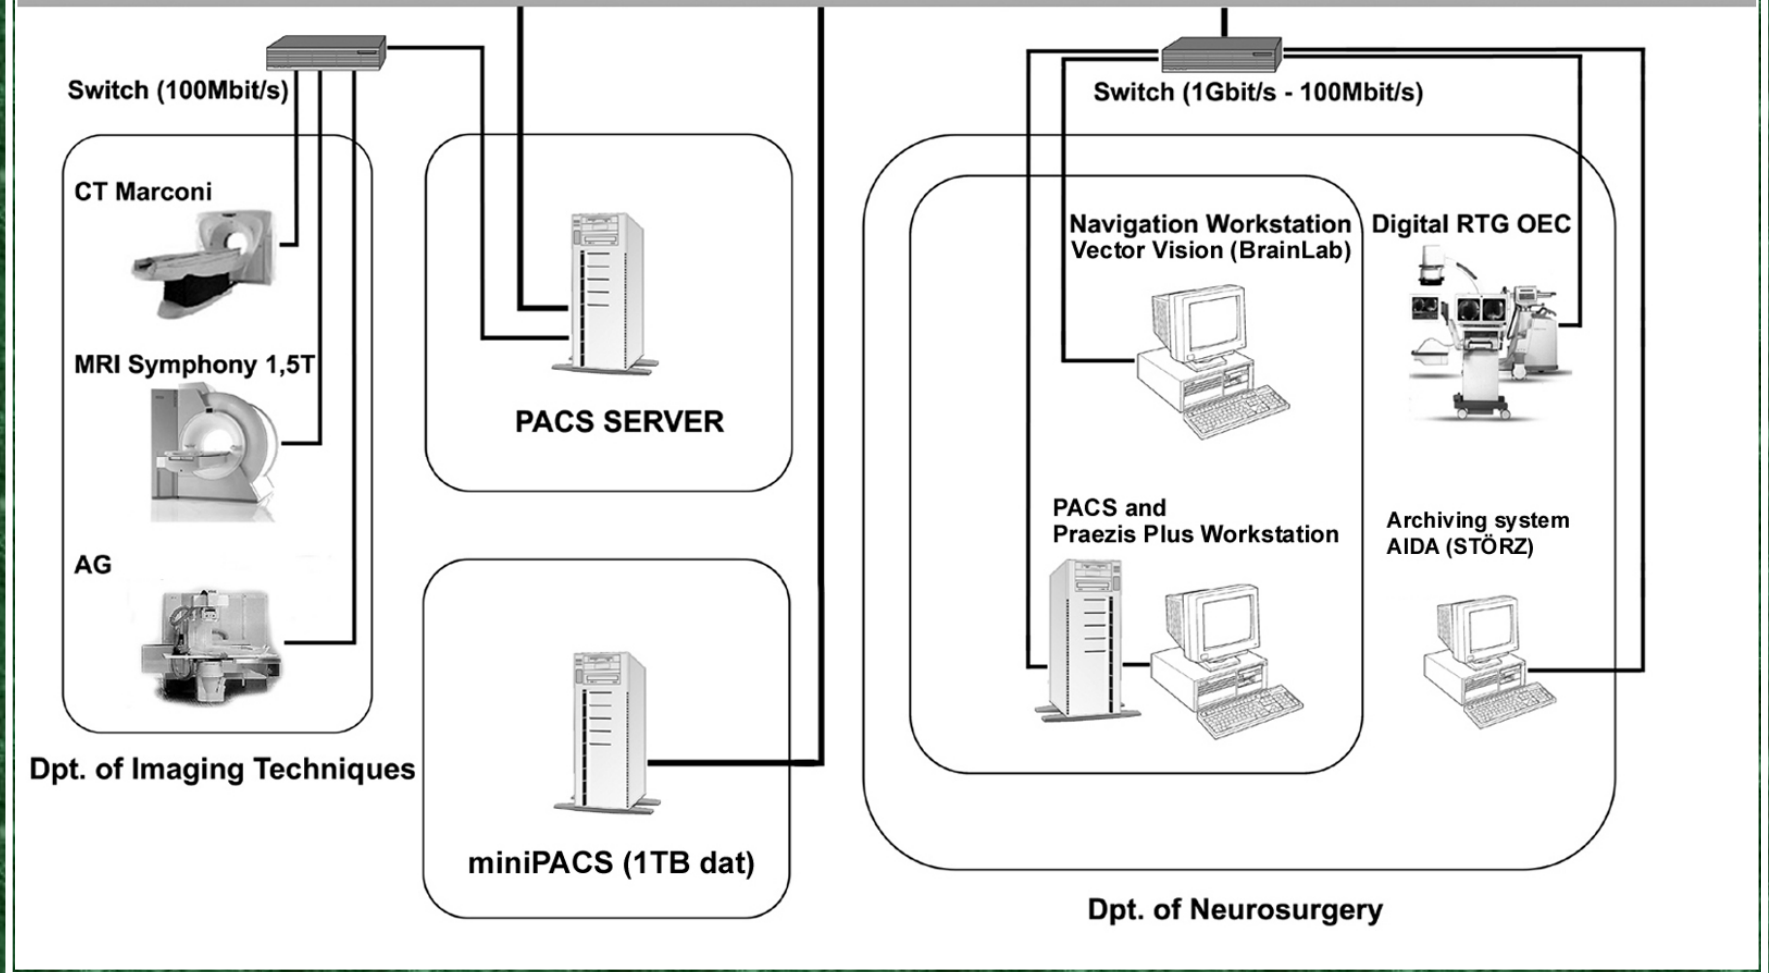 Switch (100Mbit/s)
Switch (1Gbit/s - 100Mbit/s)
CT Marconi
MRI Symphony 1,5T
AG
Dpt. of Imaging Techniques
PACS SERVER
miniPACS (1TB dat)
Navigation Workstation
Vector Vision (BrainLab)
Digital RTG OEC
PACS and
Praezis Plus Workstation
Archiving system
AIDA (STÖRZ)
Dpt. of Neurosurgery